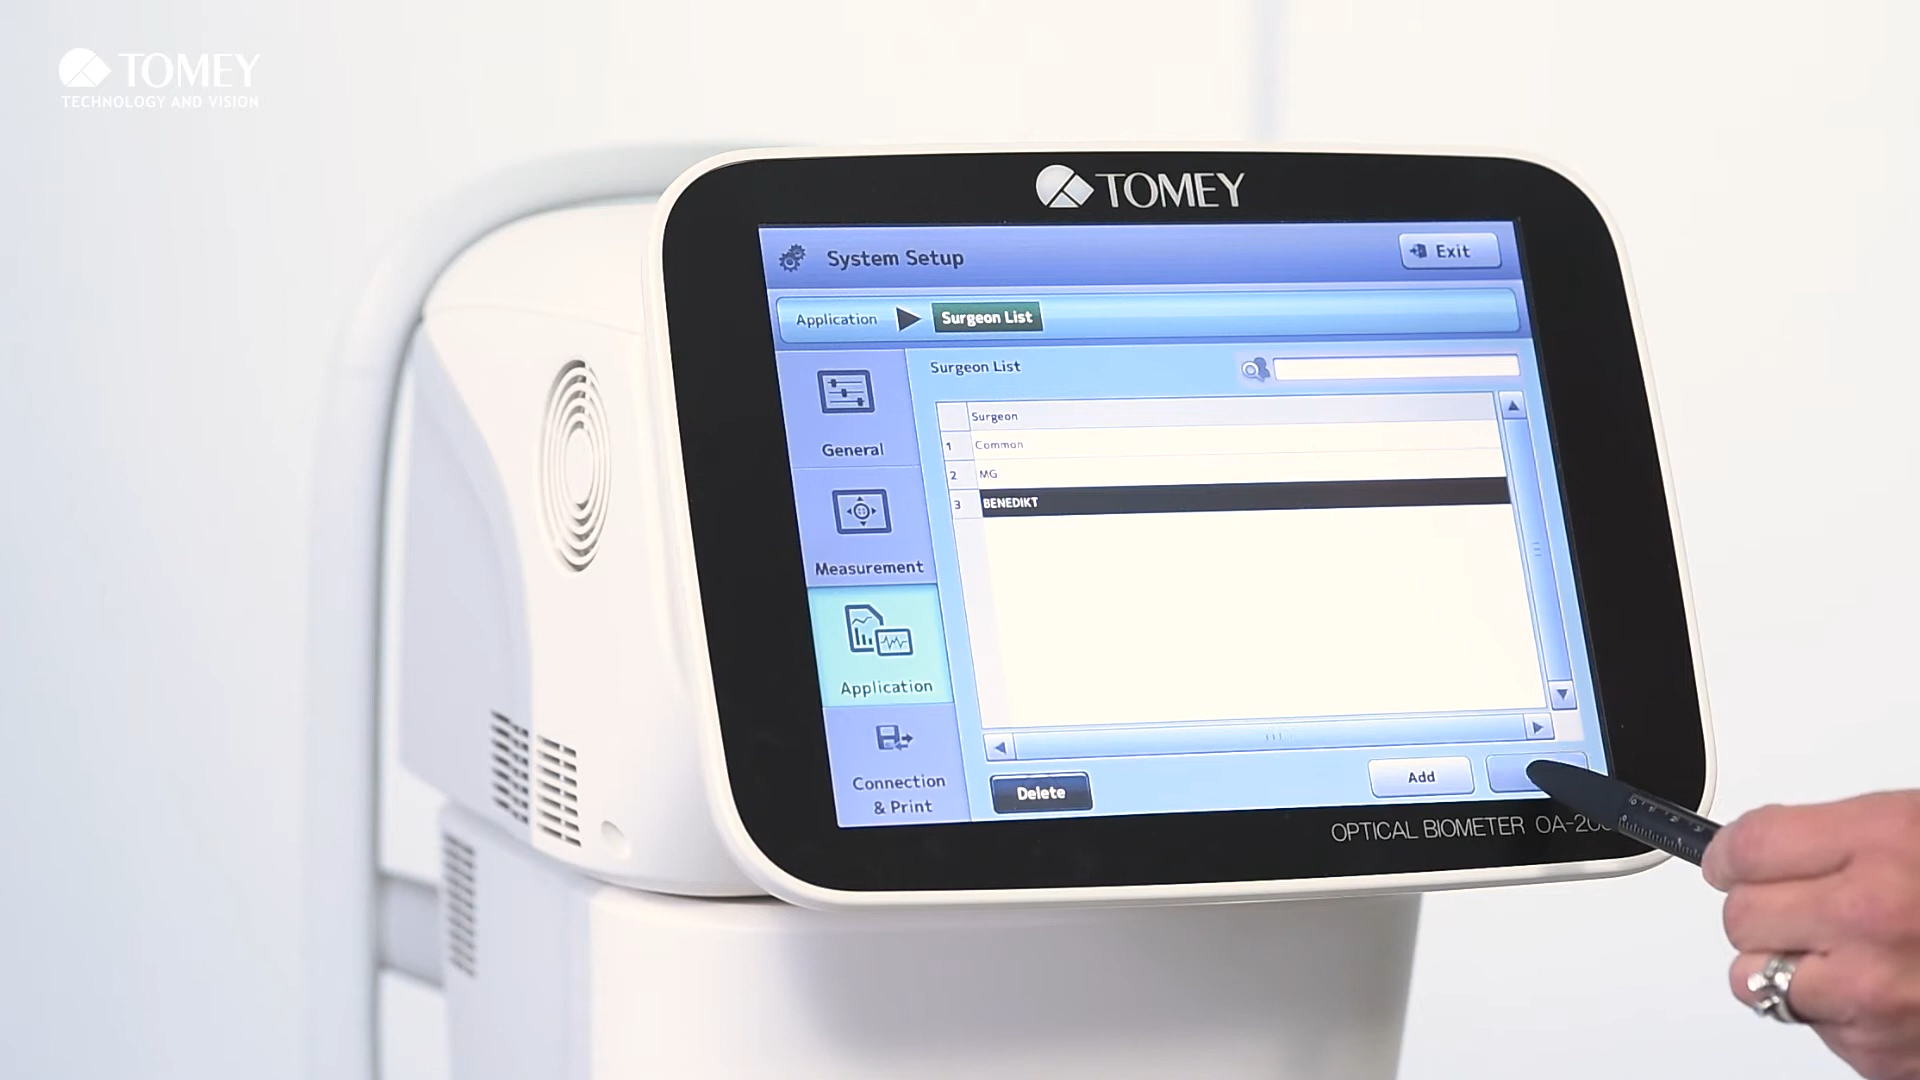 TOMEY
TECHNOLOGY AND VISION
TOMEY
System Setup
Exit
Application
Surgeon List
Surgeon List
General
Surgeon
1 Common
2 MG
3 BENEDIKT
Measurement
Application
Connection
& Print
Delete
Add
OPTICAL BIOMETER